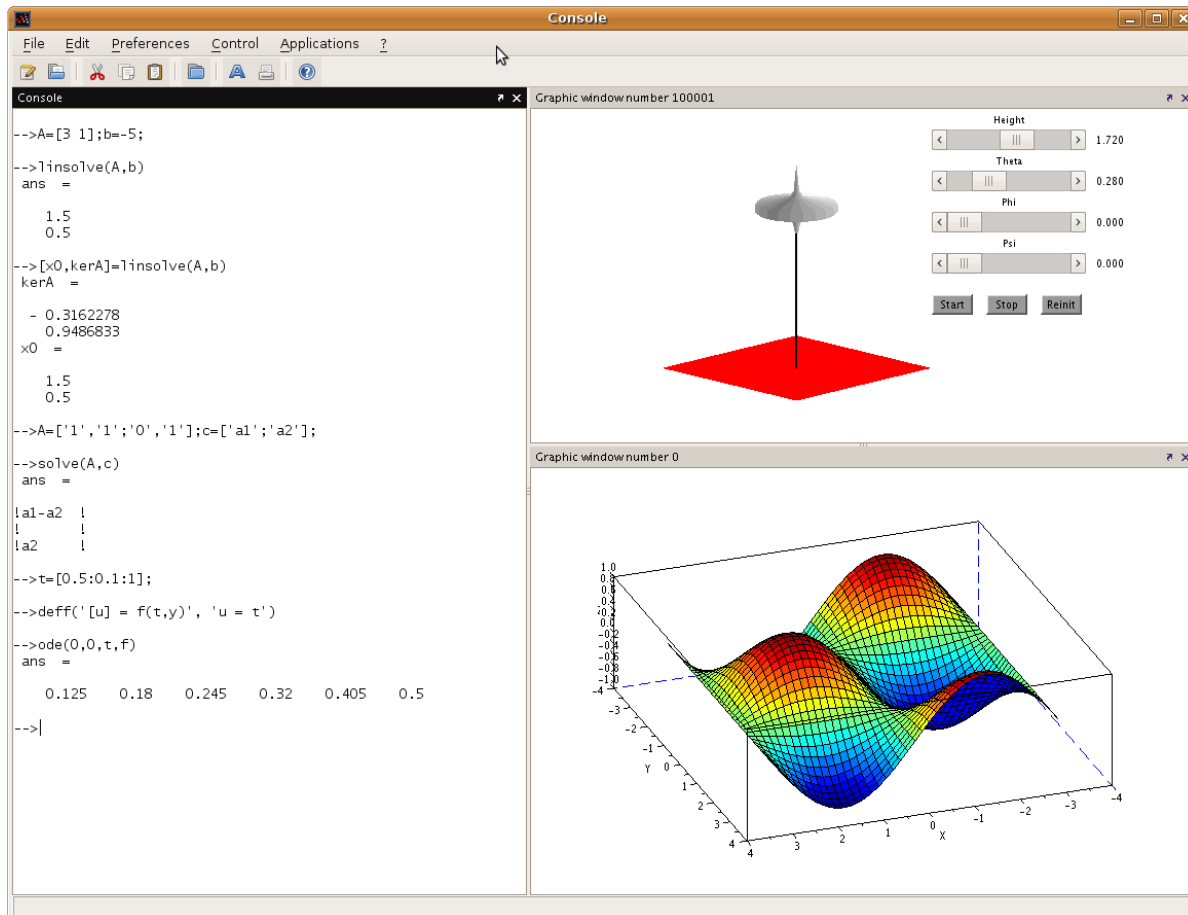 Console
File Edit Preferences Control Applications ?
Console
-->A=[3 1];b=-5;
-->linsolve(A,b)
ans =
1.5
0.5
-->[x0,kerA]=linsolve(A,b)
kerA =
- 0.3162278
0.9486833
x0 =
1.5
0.5
-->A=['1','1';'0','1'];c=['a1';'a2'];
-->solve(A,c)
ans =
!a1-a2 !
! !
!a2 !
-->t=[0.5:0.1:1];
-->deff('[u] = f(t,y)', 'u = t')
-->ode(0,0,t,f)
ans =
0.125 0.18 0.245 0.32 0.405 0.5
-->
Graphic window number 100001
Height
1.720
Theta
0.280
Phi
0.000
Psi
0.000
Start Stop Reinit
Graphic window number 0
1.0
0.8
0.6
0.4
0.2
0.0
-0.2
-0.4
-0.6
-0.8
-1.0
-4
-3
-2
-1
0
1
2
3
4
Y
4 3 2 1 0 -1 -2 -3 -4
X